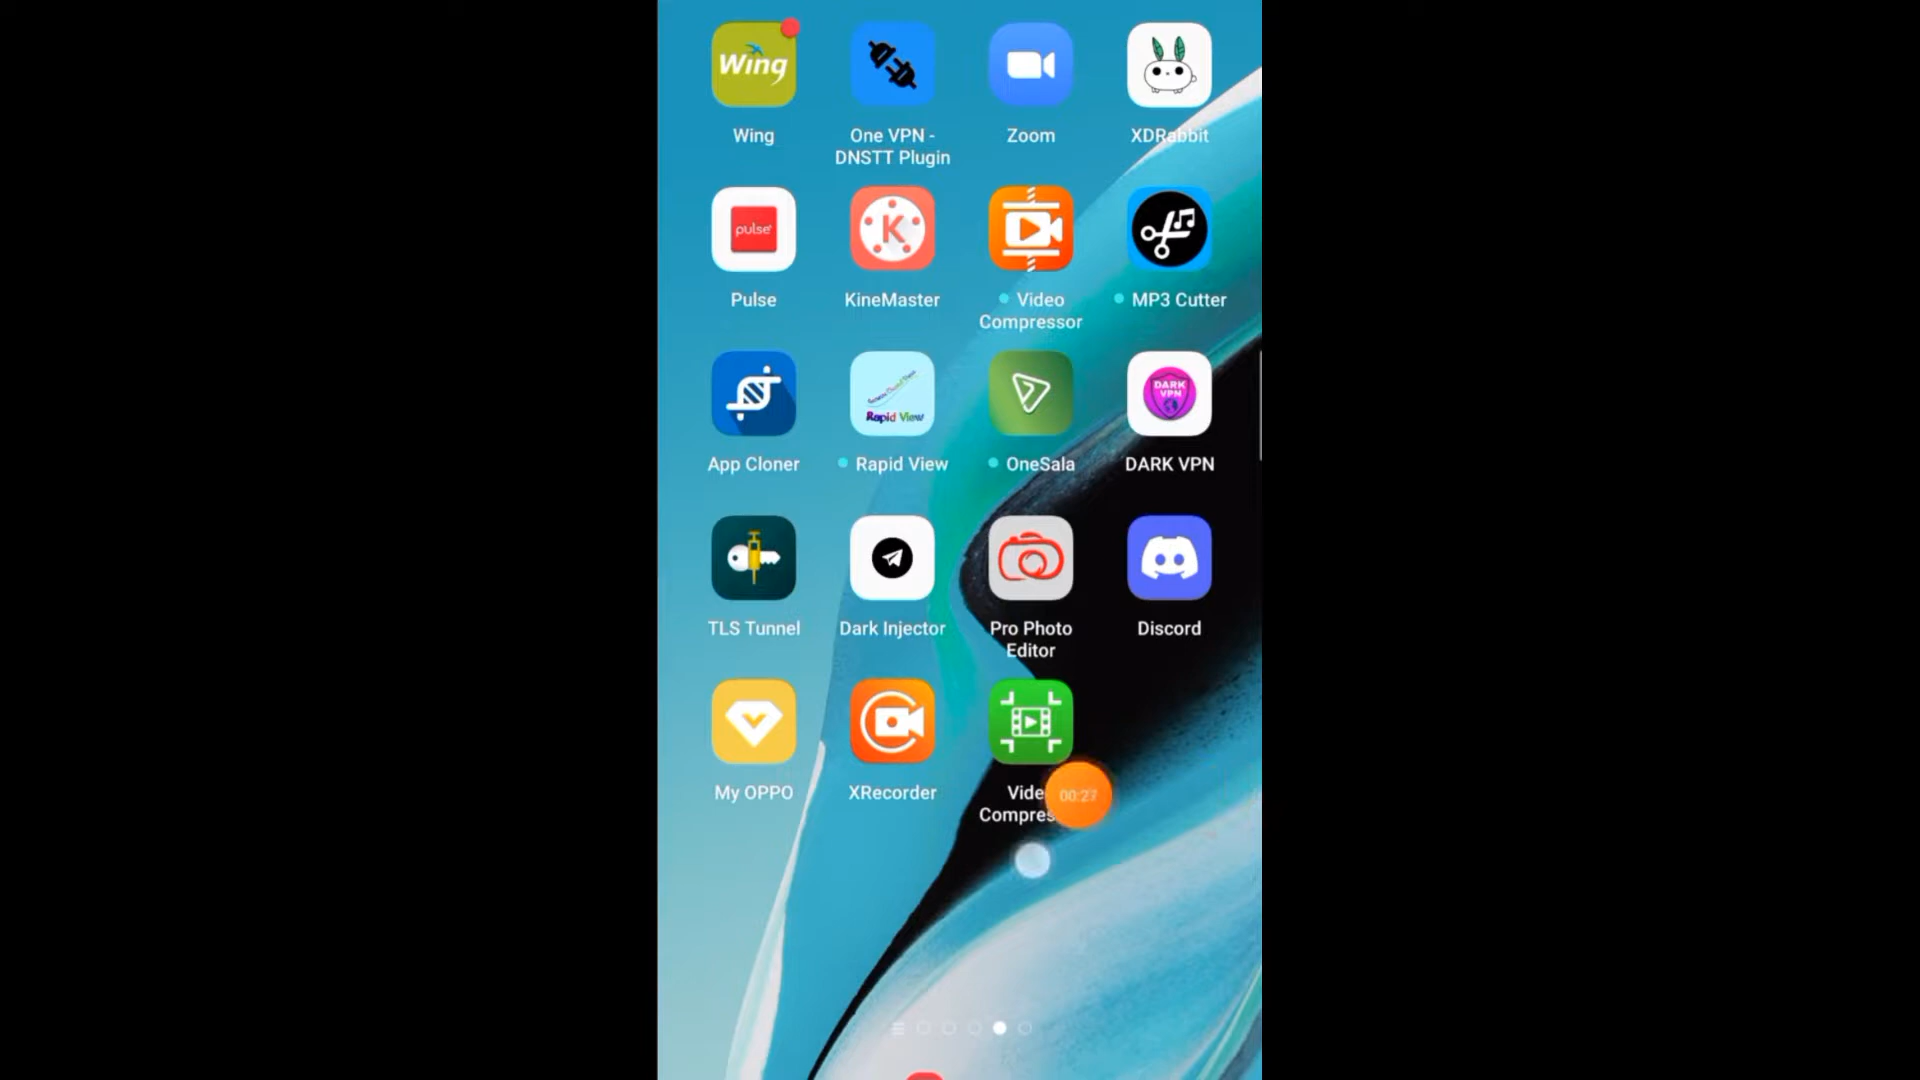 Wing
Wing
One VPN -
DNSTT Plugin
Zoom
XDRabbit
pulse
Pulse
K
KineMaster
Video
Compressor
MP3 Cutter
App Cloner
Rapid View
Rapid View
OneSala
DARK
VPN
DARK VPN
TLS Tunnel
Dark Injector
Pro Photo
Editor
Discord
My OPPO
XRecorder
Vide
Compres
00:27